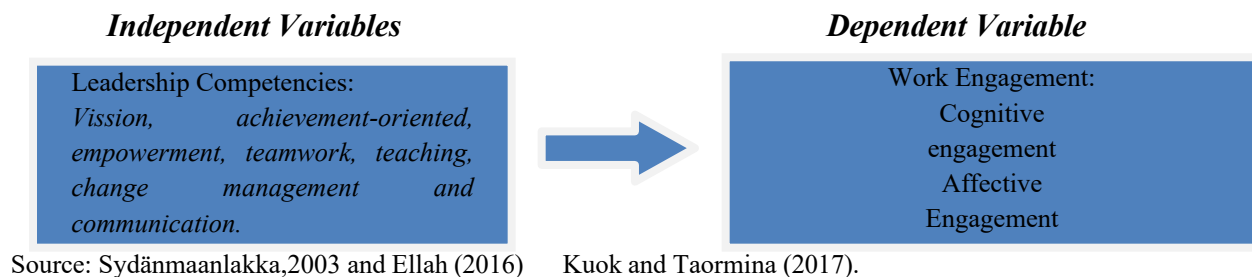 Independent Variables
Dependent Variable
Leadership Competencies:
Vission, achievement-oriented,
empowerment, teamwork, teaching,
change management and
communication.
Work Engagement:
Cognitive
engagement
Affective
Engagement
Source: Sydänmaanlakka,2003 and Ellah (2016) Kuok and Taormina (2017).